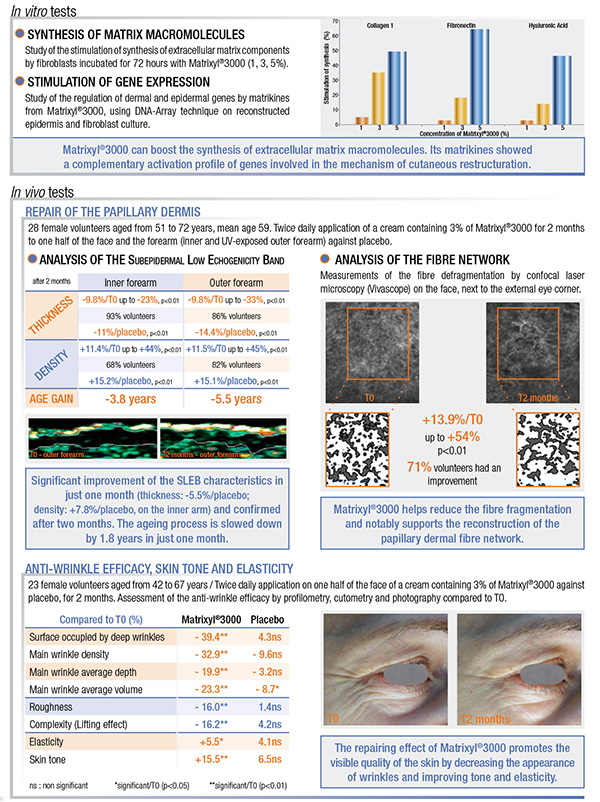 In vitro tests
SYNTHESIS OF MATRIX MACROMOLECULES
Study of the stimulation of synthesis of extracellular matrix components
by fibroblasts incubated for 72 hours with Matrixyl®3000 (1, 3, 5%).
STIMULATION OF GENE EXPRESSION
Study of the regulation of dermal and epidermal genes by matrikines
from Matrixyl®3000, using DNA-Array technique on reconstructed
epidermis and fibroblast culture.
Stimulation of synthesis (%)
70
60
50
40
30
20
10
0
Collagen 1 Fibronectin Hyaluronic Acid
1 3 5 1 3 5 1 3 5
Concentration of Matrixyl®3000 (%)
Matrixyl®3000 can boost the synthesis of extracellular matrix macromolecules. Its matrikines showed
a complementary activation profile of genes involved in the mechanism of cutaneous restructuration.
In vivo tests
REPAIR OF THE PAPILLARY DERMIS
28 female volunteers aged from 51 to 72 years, mean age 59. Twice daily application of a cream containing 3% of Matrixyl®3000 for 2 months
to one half of the face and the forearm (inner and UV-exposed outer forearm) against placebo.
ANALYSIS OF THE SUBEPIDERMAL LOW ECHOGENICITY BAND
after 2 months Inner forearm Outer forearm
THICKNESS
-9.8%/T0 up to -23%, p<0.01 -9.8%/T0 up to -33%, p<0.01
93% volunteers 86% volunteers
-11%/placebo, p<0.01 -14.4%/placebo, p<0.01
DENSITY
+11.4%/T0 up to +44%, p<0.01 +11.5%/T0 up to +45%, p<0.01
68% volunteers 82% volunteers
+15.2%/placebo, p<0.01 +15.1%/placebo, p<0.01
AGE GAIN -3.8 years -5.5 years
T0 - outer forearm T2 months - outer forearm
Significant improvement of the SLEB characteristics in
just one month (thickness: -5.5%/placebo;
density: +7.8%/placebo, on the inner arm) and confirmed
after two months. The ageing process is slowed down
by 1.8 years in just one month.
ANALYSIS OF THE FIBRE NETWORK
Measurements of the fibre defragmentation by confocal laser
microscopy (Vivascope) on the face, next to the external eye corner.
T0 T2 months
+13.9%/T0
up to +54%
p<0.01
71% volunteers had an
improvement
Matrixyl®3000 helps reduce the fibre fragmentation
and notably supports the reconstruction of the
papillary dermal fibre network.
ANTI-WRINKLE EFFICACY, SKIN TONE AND ELASTICITY
23 female volunteers aged from 42 to 67 years / Twice daily application on one half of the face of a cream containing 3% of Matrixyl®3000 against
placebo, for 2 months. Assessment of the anti-wrinkle efficacy by profilometry, cutometry and photography compared to T0.
Compared to T0 (%) Matrixyl®3000 Placebo
Surface occupied by deep wrinkles - 39.4** 4.3ns
Main wrinkle density - 32.9** - 9.6ns
Main wrinkle average depth - 19.9** - 3.2ns
Main wrinkle average volume - 23.3** - 8.7*
Roughness - 16.0** 1.4ns
Complexity (Lifting effect) - 16.2** 4.2ns
Elasticity +5.5* 4.1ns
Skin tone +15.5** 6.5ns
ns : non significant *significant/T0 (p<0.05) **significant/T0 (p<0.01)
T0 T2 months
The repairing effect of Matrixyl®3000 promotes the
visible quality of the skin by decreasing the appearance
of wrinkles and improving tone and elasticity.